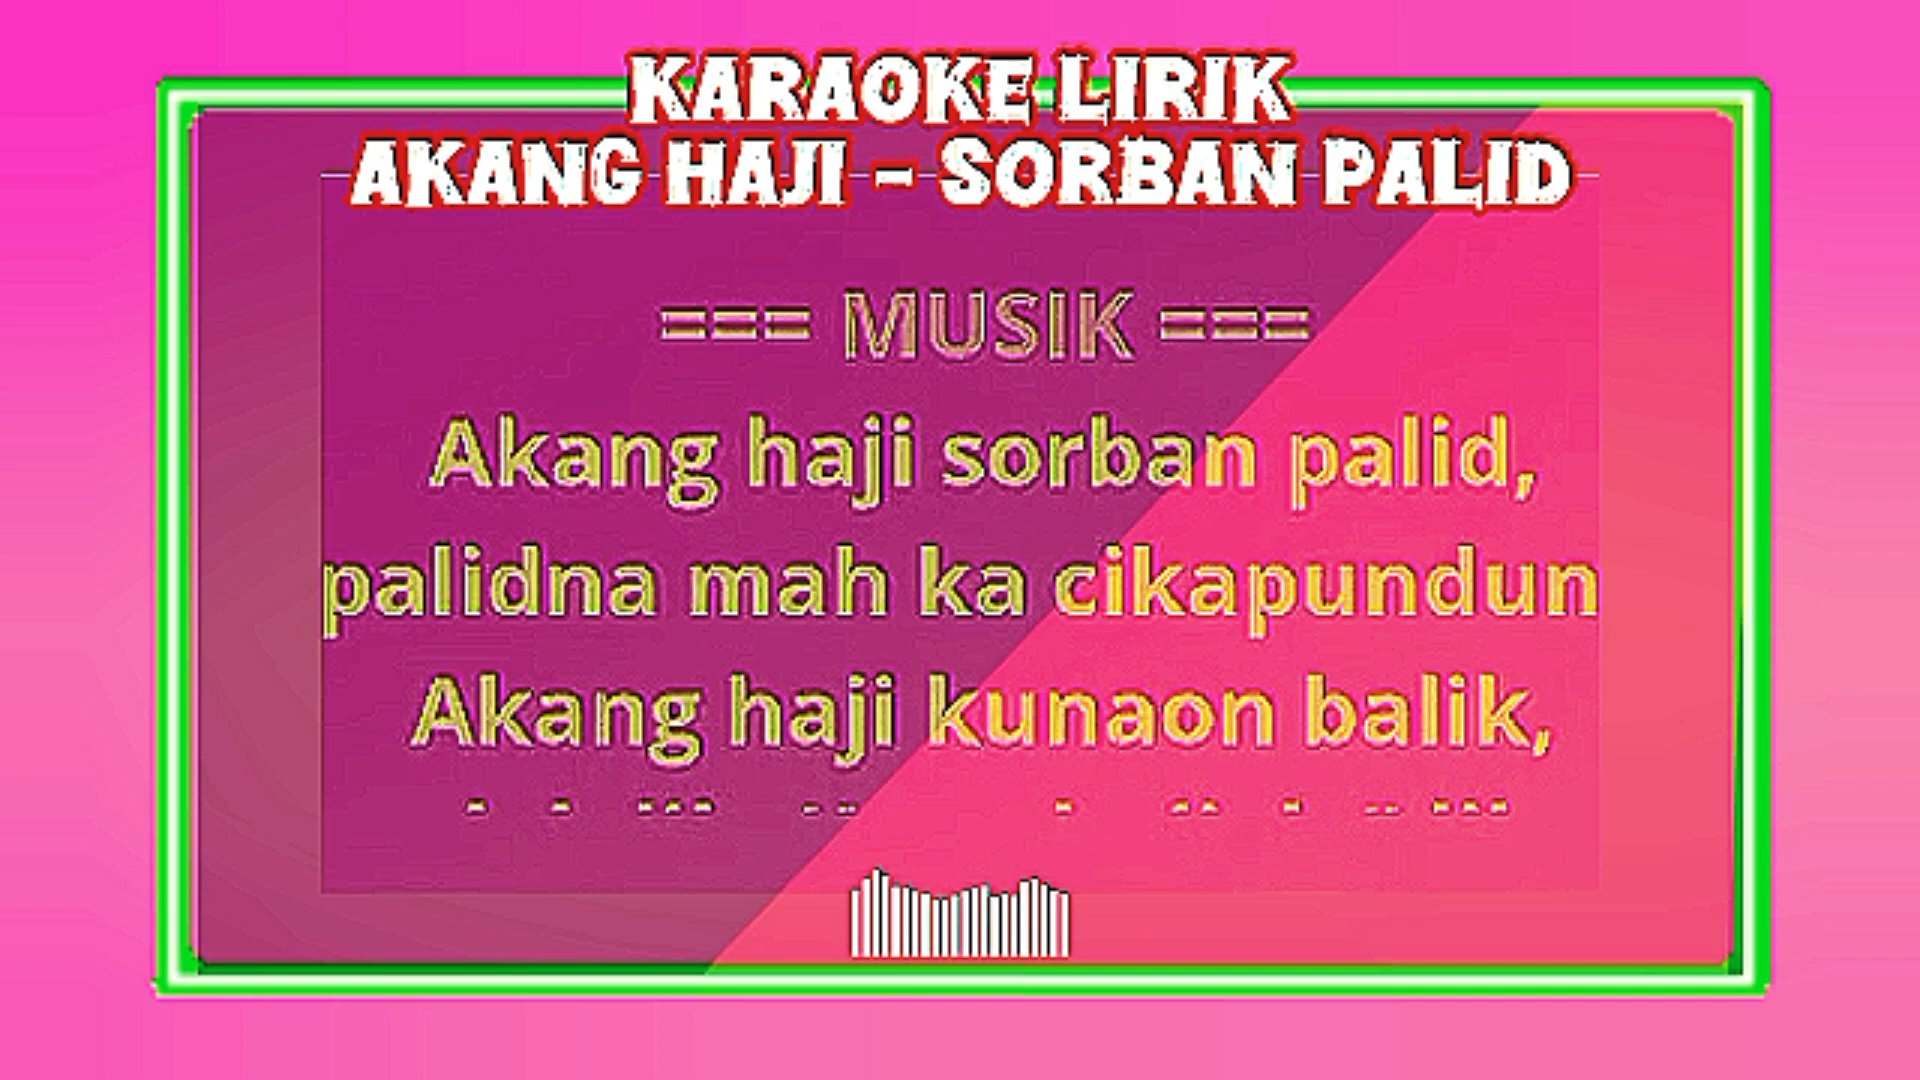 KARAOKE LIRIK
AKANG HAJI - SORBAN PALID
=== MUSIK ===
Akang haji sorban palid,
palidna mah ka cikapundun
Akang haji kunaon balik,